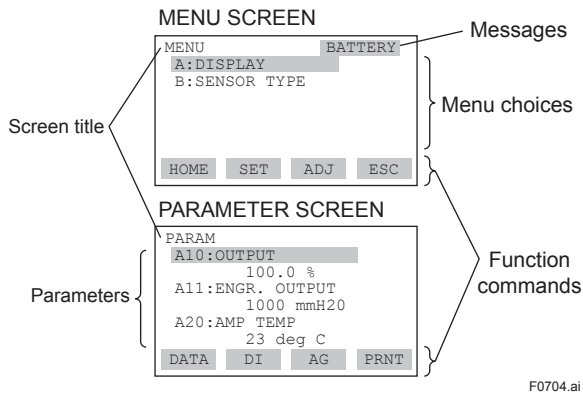 MENU SCREEN
Messages
MENU BATTERY
A:DISPLAY
B:SENSOR TYPE
Menu choices
Screen title
HOME SET ADJ ESC
PARAMETER SCREEN
PARAM
A10:OUTPUT
100.0 %
A11:ENGR. OUTPUT
1000 mmH20
A20:AMP TEMP
23 deg C
Parameters
Function
commands
DATA DI AG PRNT
F0704.ai